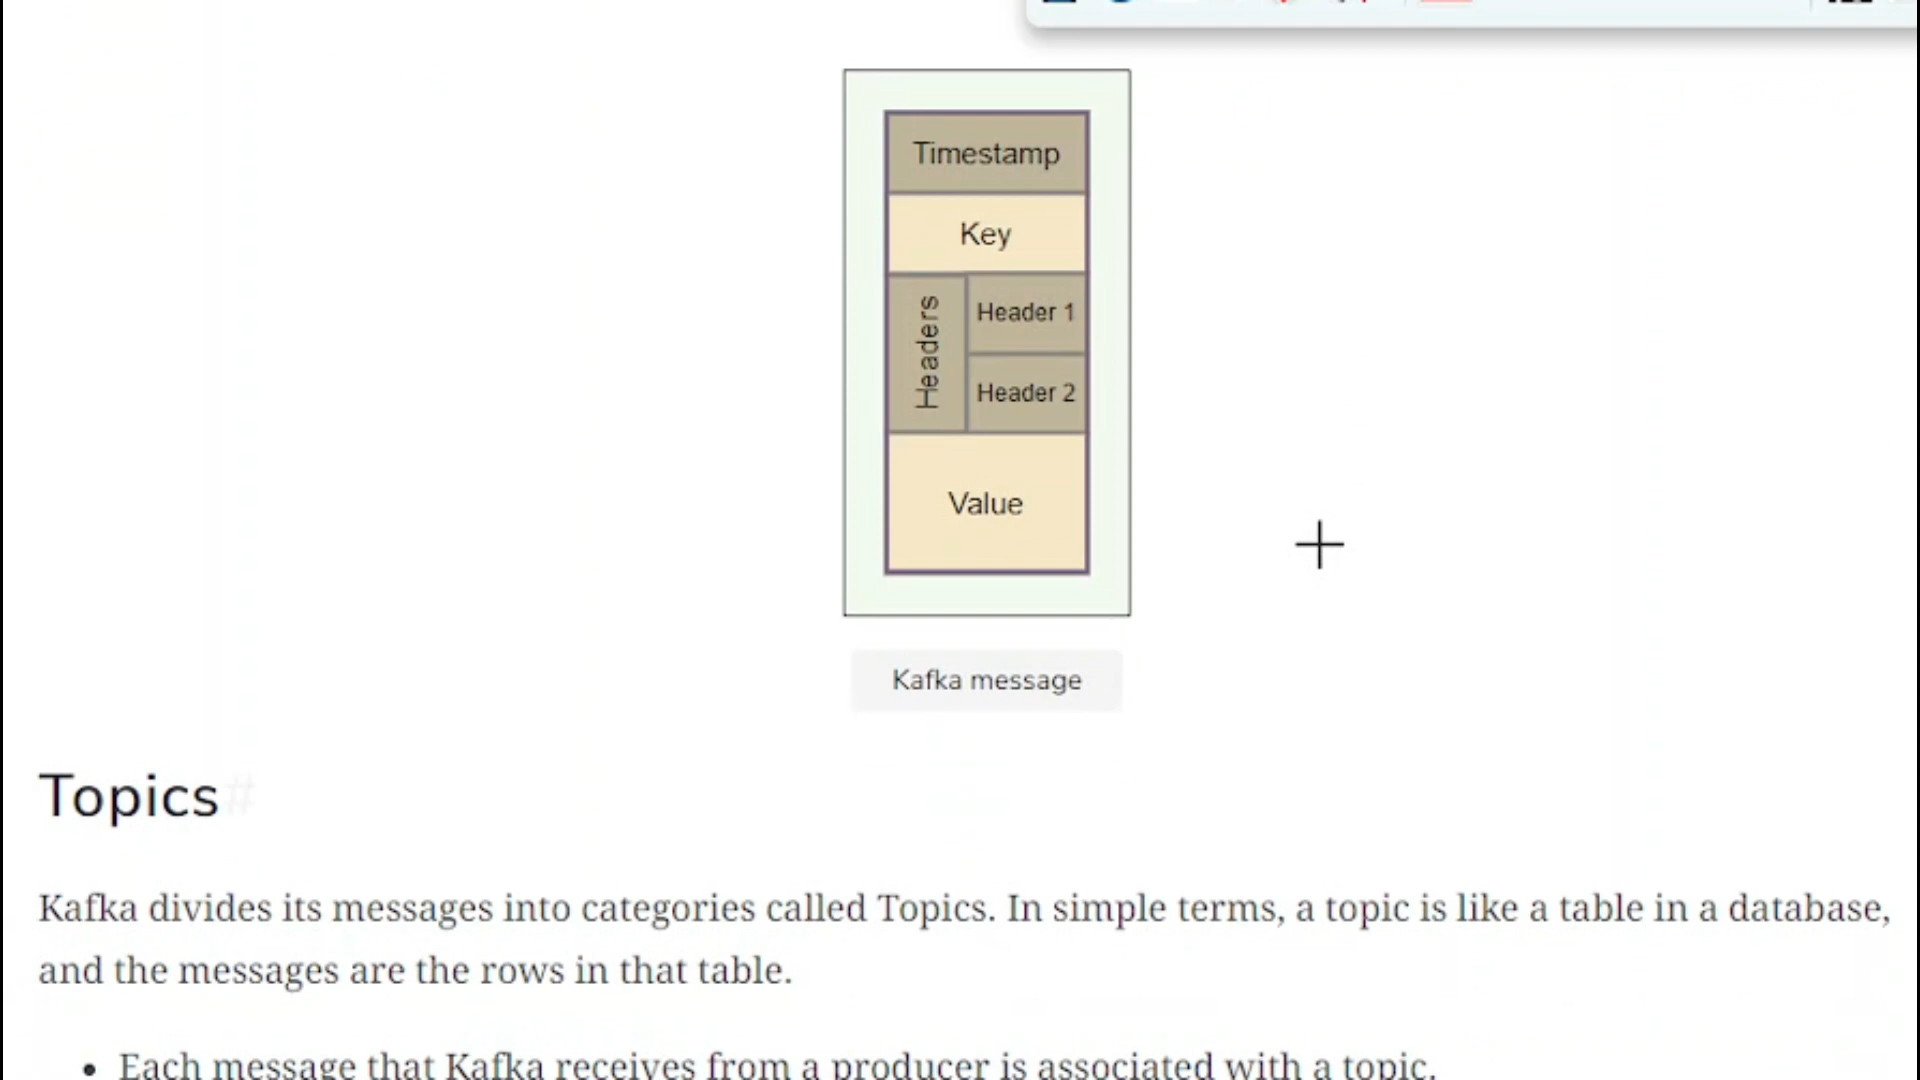 Timestamp
Key
Headers
Header 1
Header 2
Value
Kafka message
Topics#
Kafka divides its messages into categories called Topics. In simple terms, a topic is like a table in a database,
and the messages are the rows in that table.
• Each message that Kafka receives from a producer is associated with a topic.